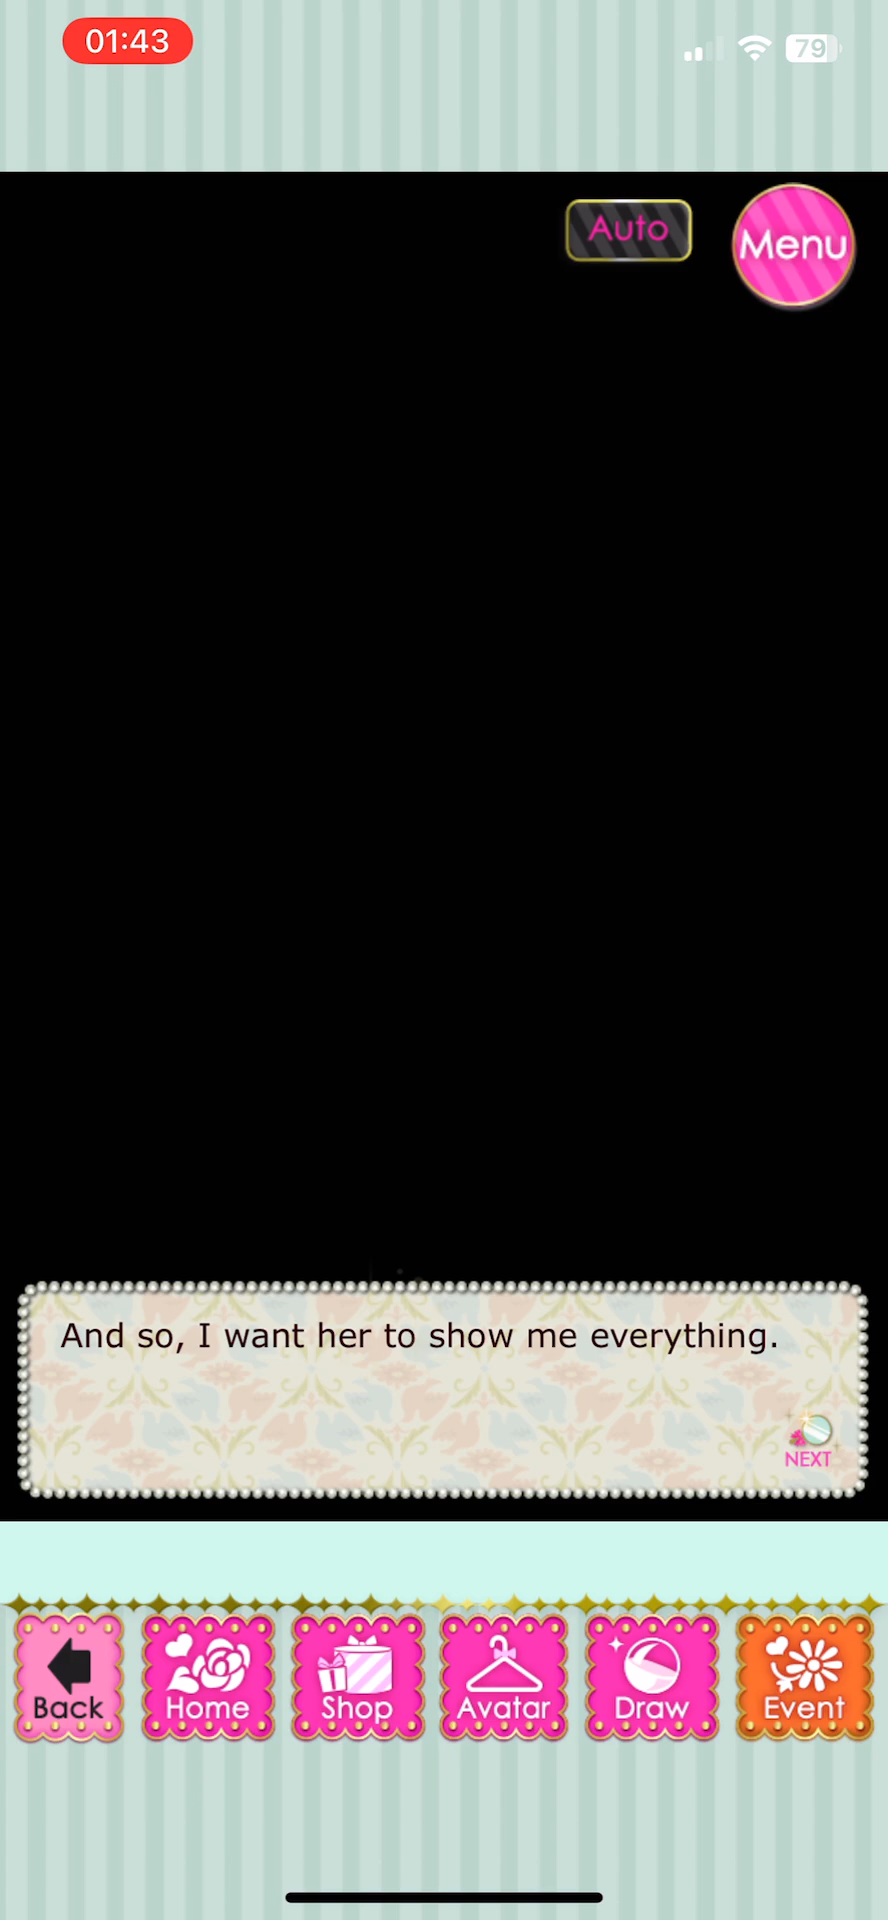 01:43
79
Auto
Menu
And so, I want her to show me everything.
NEXT
Back
Home
Shop
Avatar
Draw
Event